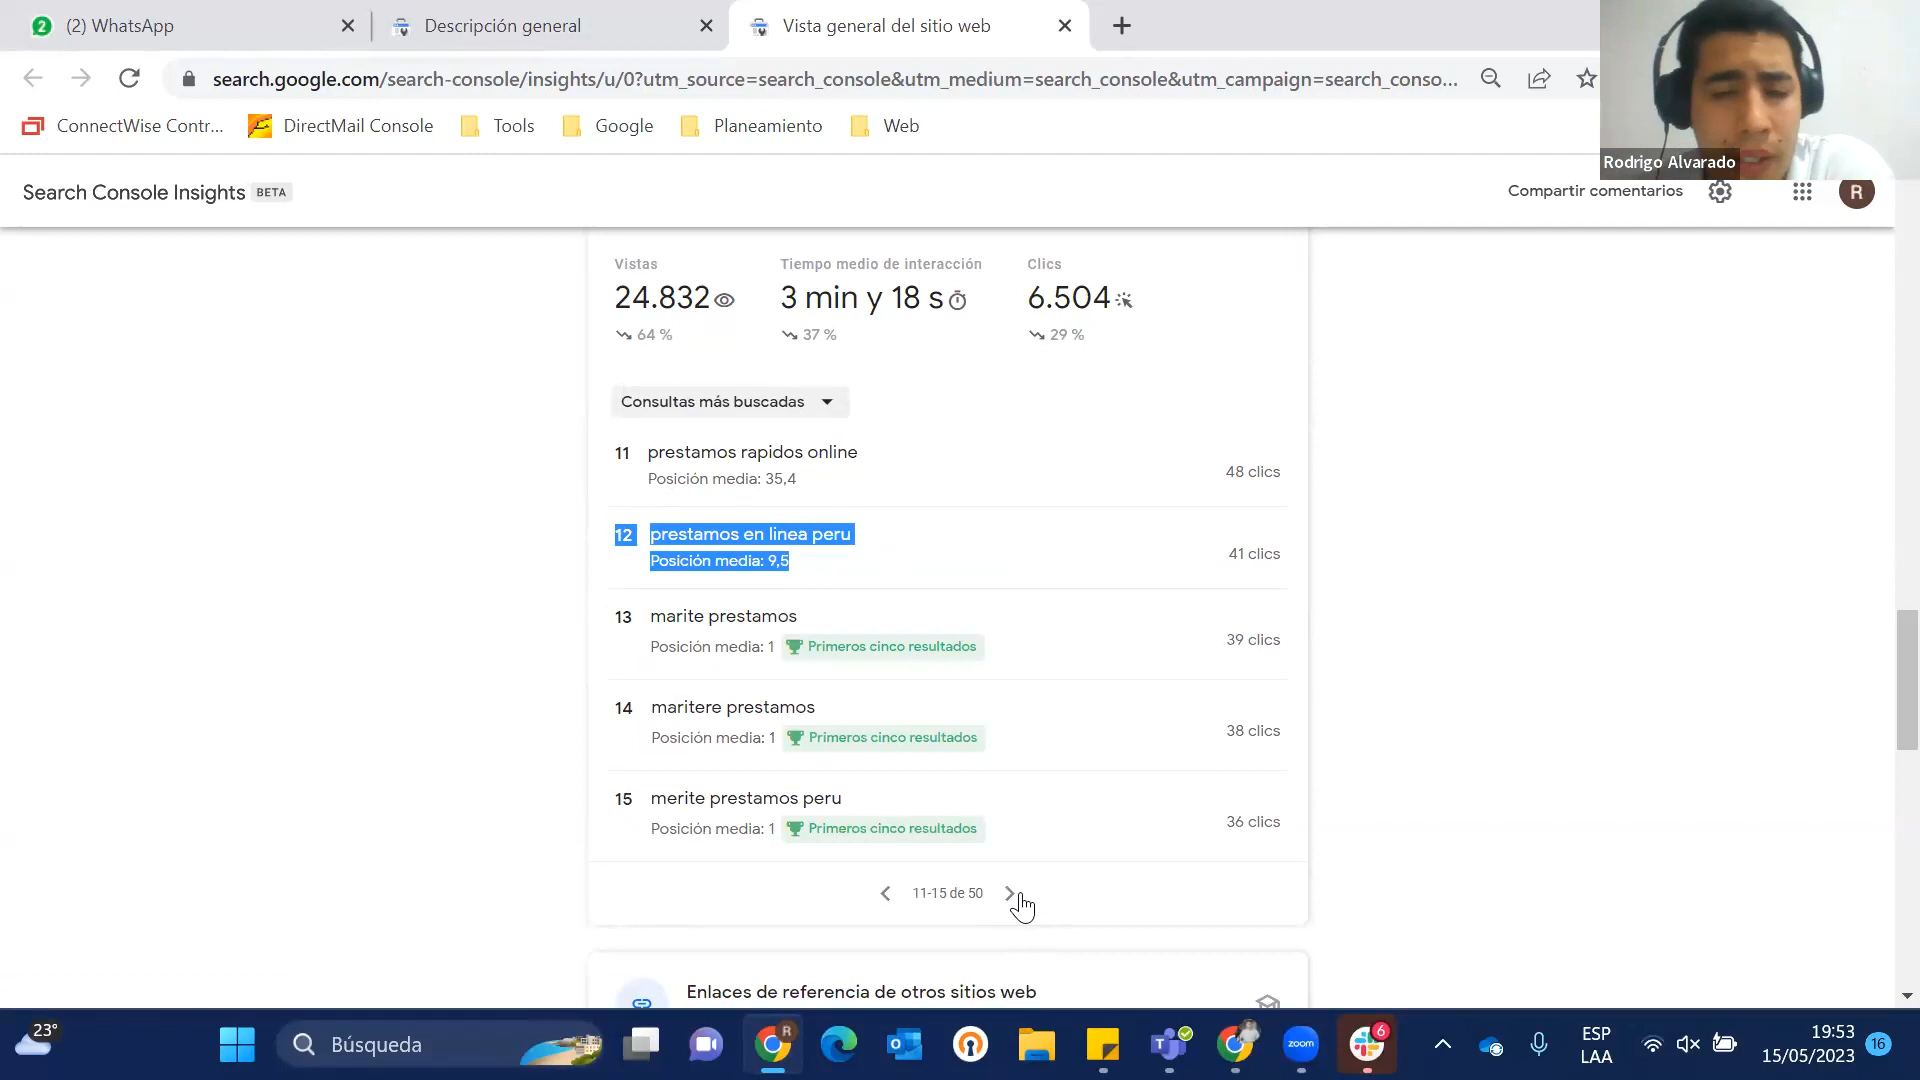 (2) WhatsApp
Descripción general
Vista general del sitio web
search.google.com/search-console/insights/u/0?utm_source=search_console&utm_medium=search_console&utm_campaign=search_conso...
ConnectWise Contr...
DirectMail Console
Tools
Google
Planeamiento
Web
Rodrigo Alvarado
Search Console Insights BETA
Compartir comentarios
R
Vistas
24.832
64 %
Tiempo medio de interacción
3 min y 18 s
37 %
Clics
6.504
29 %
Consultas más buscadas
11 prestamos rapidos online
Posición media: 35,4
48 clics
12 prestamos en linea peru
Posición media: 9,5
41 clics
13 marite prestamos
Posición media: 1 Primeros cinco resultados
39 clics
14 maritere prestamos
Posición media: 1 Primeros cinco resultados
38 clics
15 merite prestamos peru
Posición media: 1 Primeros cinco resultados
36 clics
11-15 de 50
Enlaces de referencia de otros sitios web
23°
Búsqueda
R
zoom
6
ESP
LAA
19:53
15/05/2023
16